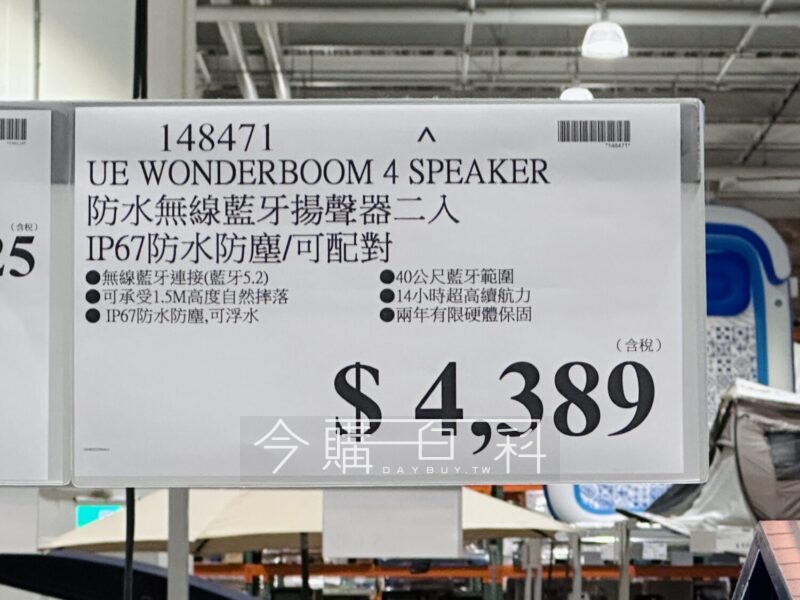 148471
^
*148471*
UE WONDERBOOM 4 SPEAKER
防水無線藍牙揚聲器二入
IP67防水防塵/可配對
●無線藍牙連接(藍牙5.2)
●40公尺藍牙範圍
●可承受1.5M高度自然摔落
●14小時超高續航力
●IP67防水防塵,可浮水
●兩年有限硬體保固
(含稅)
$ 4,389
(含稅)
25
今購百科
DAYBUY.TW